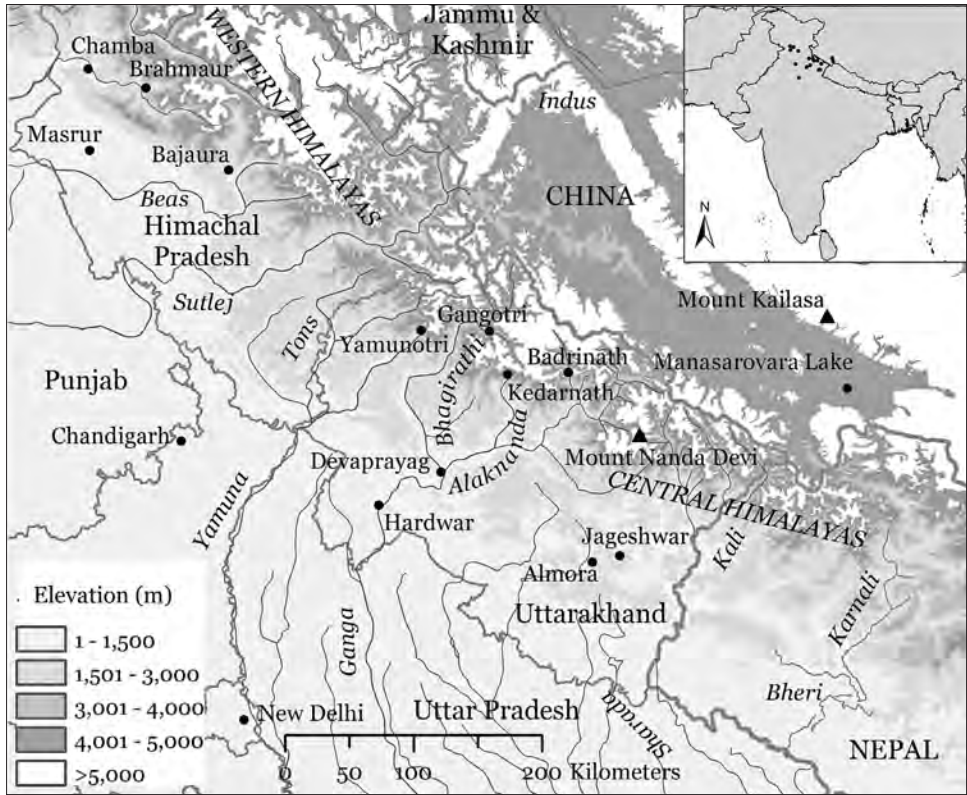 Jammu &
Kashmir
Chamba
Brahmaur
WESTERN HIMALAYAS
Indus
Masrur
Bajaura
CHINA
N
Beas
Himachal
Pradesh
Sutlej
Mount Kailasa
Tons
Gangotri
Yamunotri
Badrinath
Manasarovara Lake
Punjab
Bhagirathi
Kedarnath
Chandigarh
Devaprayag
Alaknanda
Mount Nanda Devi
CENTRAL HIMALAYAS
Yamuna
Hardwar
Jageshwar
Kali
Almora
Karnali
Elevation (m)
Uttarakhand
1 - 1,500
Ganga
1,501 - 3,000
3,001 - 4,000
Bheri
4,001 - 5,000
New Delhi
Uttar Pradesh
Sharada
NEPAL
>5,000
0 50 100 200 Kilometers